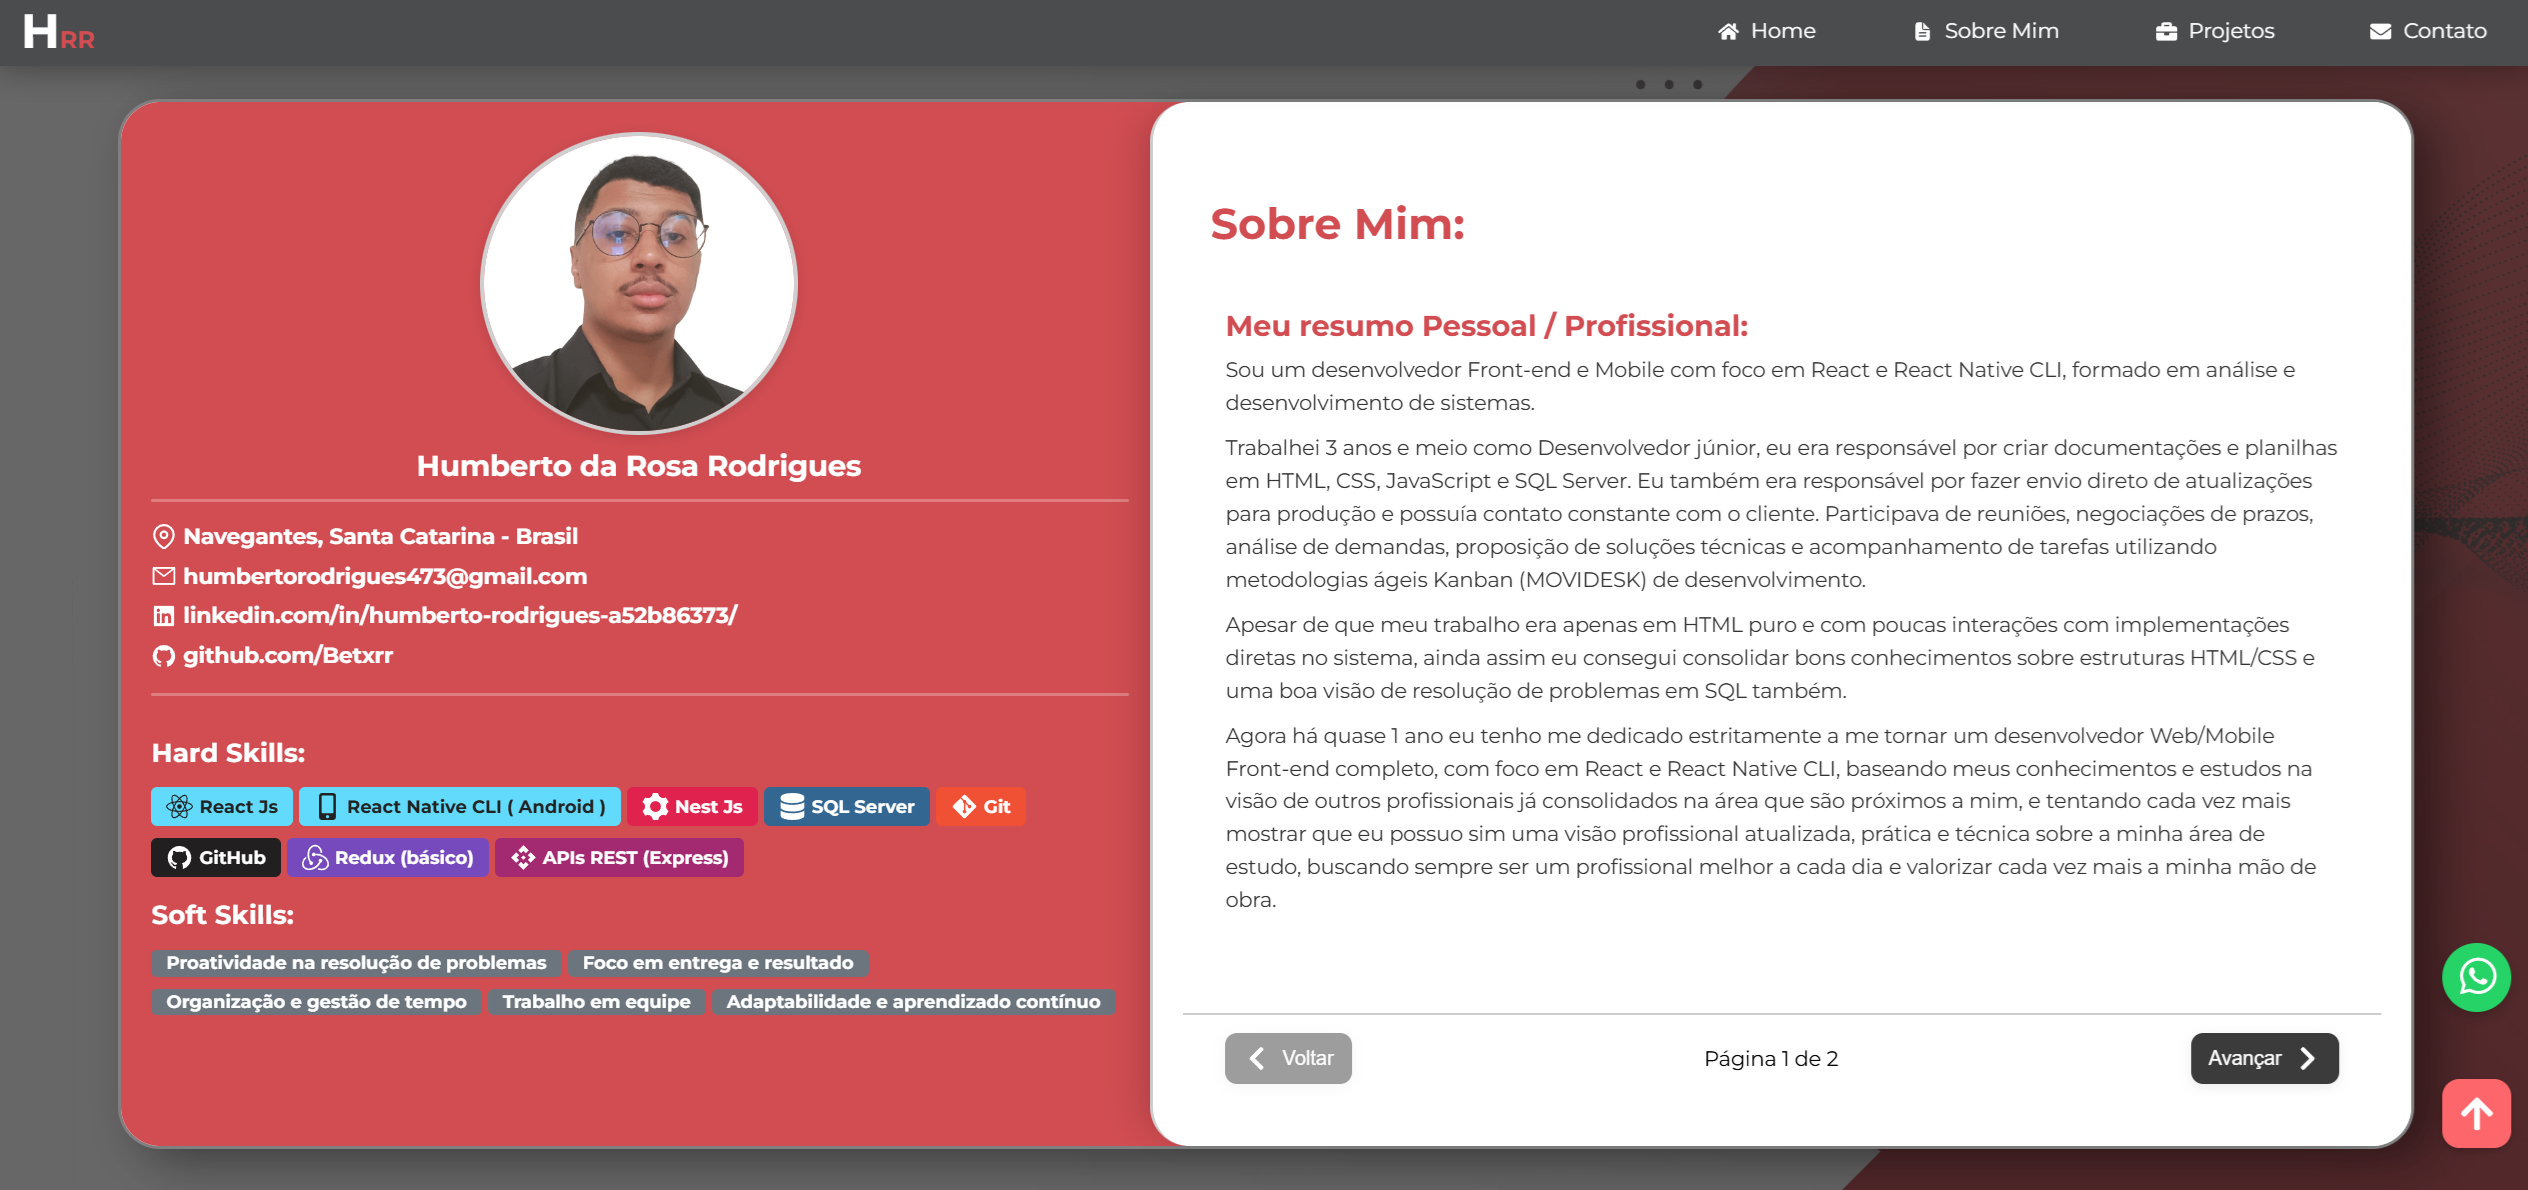 HRR
Home
Sobre Mim
Projetos
Contato
Humberto da Rosa Rodrigues
Navegantes, Santa Catarina - Brasil
humbertorodrigues473@gmail.com
linkedin.com/in/humberto-rodrigues-a52b86373/
github.com/Betxrr
Hard Skills:
React Js
React Native CLI ( Android )
Nest Js
SQL Server
Git
GitHub
Redux (básico)
APIs REST (Express)
Soft Skills:
Proatividade na resolução de problemas
Foco em entrega e resultado
Organização e gestão de tempo
Trabalho em equipe
Adaptabilidade e aprendizado contínuo
Sobre Mim:
Meu resumo Pessoal / Profissional:
Sou um desenvolvedor Front-end e Mobile com foco em React e React Native CLI, formado em análise e
desenvolvimento de sistemas.
Trabalhei 3 anos e meio como Desenvolvedor júnior, eu era responsável por criar documentações e planilhas
em HTML, CSS, JavaScript e SQL Server. Eu também era responsável por fazer envio direto de atualizações
para produção e possuía contato constante com o cliente. Participava de reuniões, negociações de prazos,
análise de demandas, proposição de soluções técnicas e acompanhamento de tarefas utilizando
metodologias ágeis Kanban (MOVIDESK) de desenvolvimento.
Apesar de que meu trabalho era apenas em HTML puro e com poucas interações com implementações
diretas no sistema, ainda assim eu consegui consolidar bons conhecimentos sobre estruturas HTML/CSS e
uma boa visão de resolução de problemas em SQL também.
Agora há quase 1 ano eu tenho me dedicado estritamente a me tornar um desenvolvedor Web/Mobile
Front-end completo, com foco em React e React Native CLI, baseando meus conhecimentos e estudos na
visão de outros profissionais já consolidados na área que são próximos a mim, e tentando cada vez mais
mostrar que eu possuo sim uma visão profissional atualizada, prática e técnica sobre a minha área de
estudo, buscando sempre ser um profissional melhor a cada dia e valorizar cada vez mais a minha mão de
obra.
Voltar
Página 1 de 2
Avançar